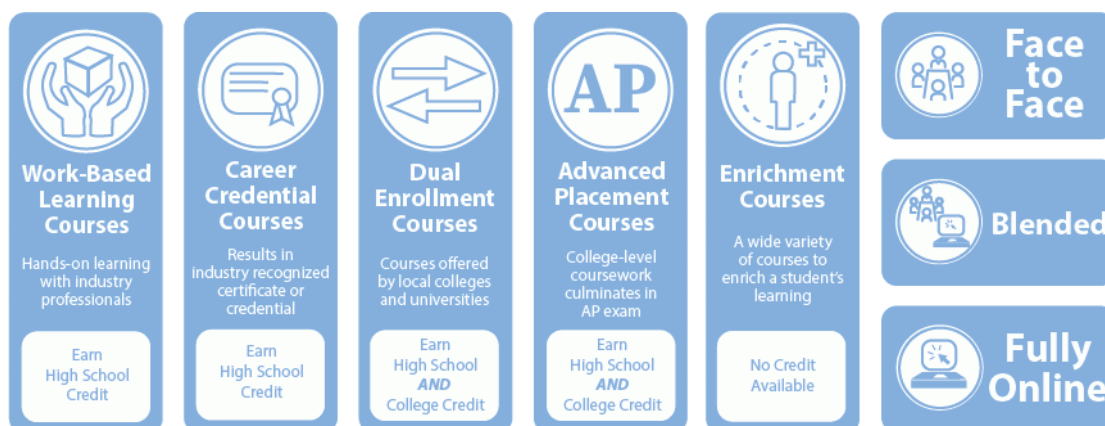 Work-Based
Learning
Courses
Hands-on learning
with industry
professionals
Earn
High School
Credit
Career
Credential
Courses
Results in
industry recognized
certificate or
credential
Earn
High School
Credit
Dual
Enrollment
Courses
Courses offered
by local colleges
and universities
Earn
High School
AND
College Credit
AP
Advanced
Placement
Courses
College-level
coursework
culminates in
AP exam
Earn
High School
AND
College Credit
Enrichment
Courses
A wide variety
of courses to
enrich a student's
learning
No Credit
Available
Face
to
Face
Blended
Fully
Online